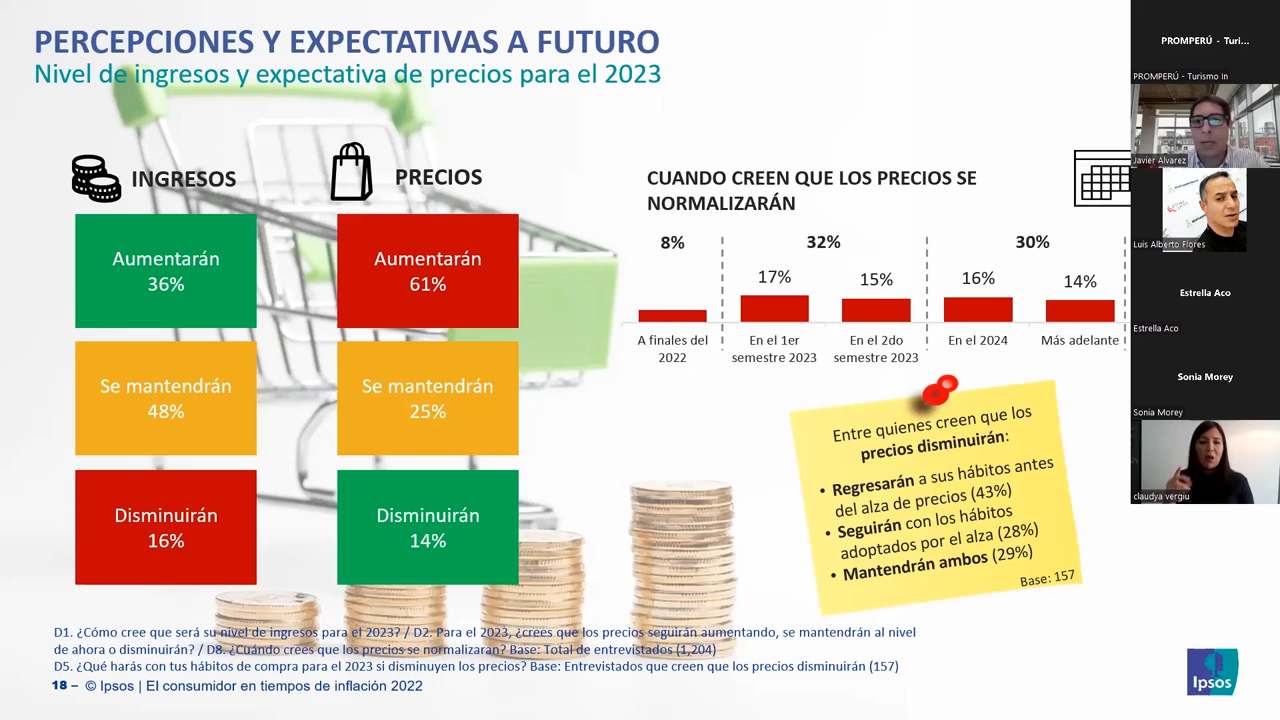 PERCEPCIONES Y EXPECTATIVAS A FUTURO
Nivel de ingresos y expectativa de precios para el 2023
INGRESOS
Aumentarán
36%
Se mantendrán
48%
Disminuirán
16%
PRECIOS
Aumentarán
61%
Se mantendrán
25%
Disminuirán
14%
CUANDO CREEN QUE LOS PRECIOS SE
NORMALIZARÁN
8%
32%
30%
17%
15%
16%
14%
A finales del
2022
En el 1er
semestre 2023
En el 2do
semestre 2023
En el 2024
Más adelante
Entre quienes creen que los
precios disminuirán:
• Regresarán a sus hábitos antes
del alza de precios (43%)
• Seguirán con los hábitos
adoptados por el alza (28%)
• Mantendrán ambos (29%)
Base: 157
D1. ¿Cómo cree que será su nivel de ingresos para el 2023? / D2. Para el 2023, ¿crees que los precios seguirán aumentando, se mantendrán al nivel
de ahora o disminuirán? / D8. ¿Cuándo crees que los precios se normalizaran? Base: Total de entrevistados (1,204)
D5. ¿Qué harás con tus hábitos de compra para el 2023 si disminuyen los precios? Base: Entrevistados que creen que los precios disminuirán (157)
18 – © Ipsos | El consumidor en tiempos de inflación 2022
Ipsos
PROMPERÚ - Turi...
PROMPERÚ - Turismo In
Javier Álvarez
Luis Alberto Flores
Estrella Aco
Estrella Aco
Sonia Morey
Sonia Morey
claudya vergiu